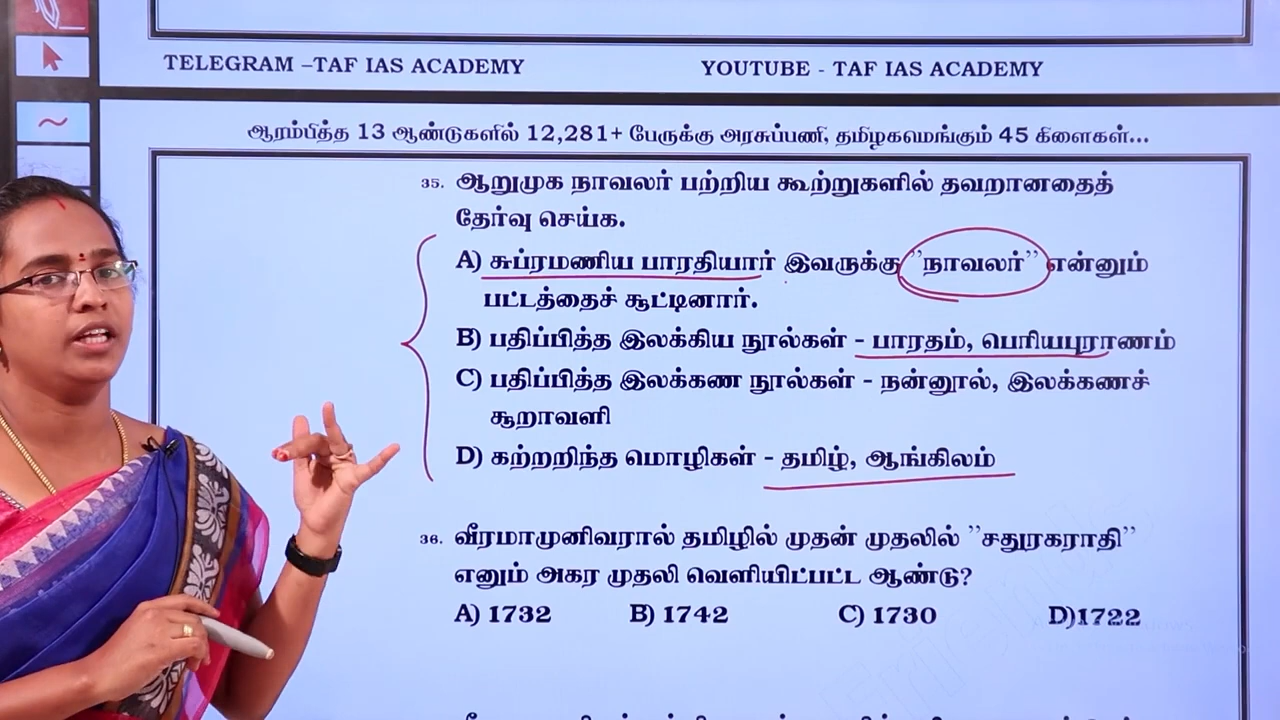 TELEGRAM –TAF IAS ACADEMY YOUTUBE - TAF IAS ACADEMY
ஆரம்பித்த 13 ஆண்டுகளில் 12,281+ பேருக்கு அரசுப்பணி, தமிழகமெங்கும் 45 கிளைகள்...
35. ஆறுமுக நாவலர் பற்றிய கூற்றுகளில் தவறானதைத்
தேர்வு செய்க.
A) சுப்ரமணிய பாரதியார் இவருக்கு ”நாவலர்” என்னும்
பட்டத்தைச் சூட்டினார்.
B) பதிப்பித்த இலக்கிய நூல்கள் - பாரதம், பெரியபுராணம்
C) பதிப்பித்த இலக்கண நூல்கள் - நன்னூல், இலக்கணச்
சூறாவளி
D) கற்றறிந்த மொழிகள் - தமிழ், ஆங்கிலம்
36. வீரமாமுனிவரால் தமிழில் முதன் முதலில் ”சதுரகராதி”
எனும் அகர முதலி வெளியிட்பட்ட ஆண்டு?
A) 1732 B) 1742 C) 1730 D)1722